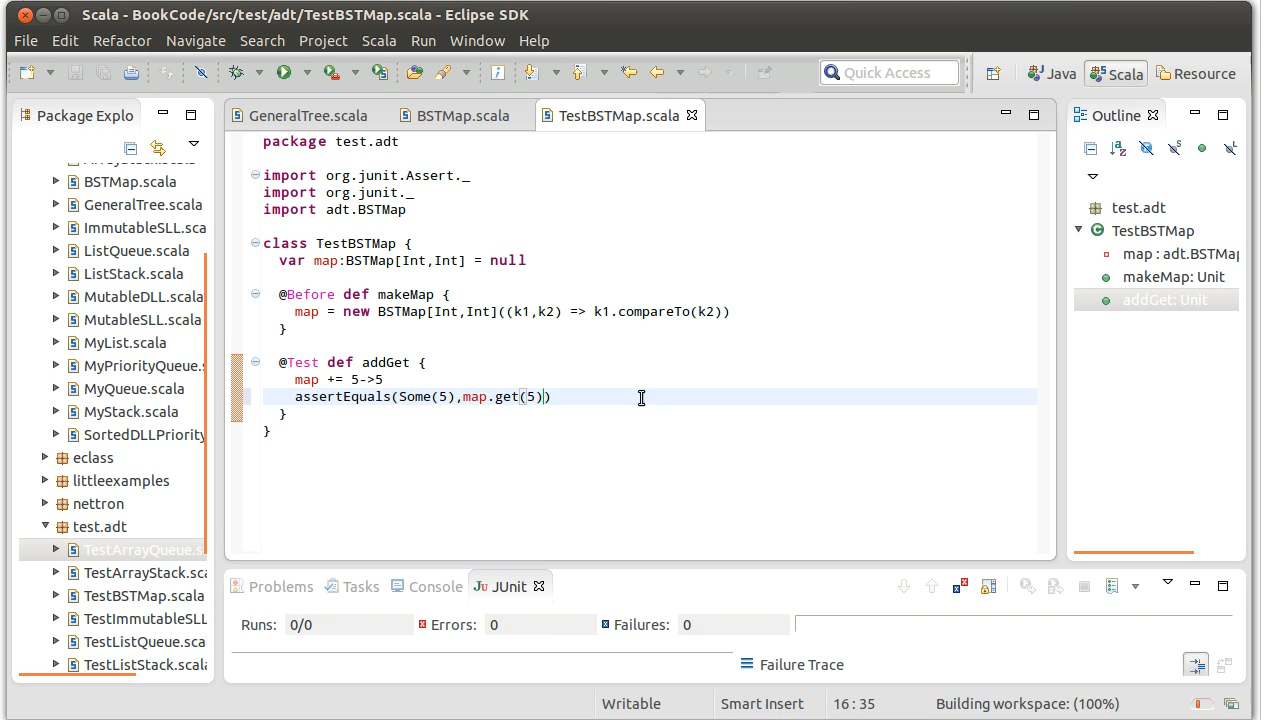 Scala - BookCode/src/test/adt/TestBSTMap.scala - Eclipse SDK
File Edit Refactor Navigate Search Project Scala Run Window Help
Quick Access Java Scala Resource
Package Explo
BSTMap.scala
GeneralTree.scala
ImmutableSLL.sca
ListQueue.scala
ListStack.scala
MutableDLL.scala
MutableSLL.scala
MyList.scala
MyPriorityQueue.s
MyQueue.scala
MyStack.scala
SortedDLLPriority
eclass
littleexamples
nettron
test.adt
TestArrayQueue.s
TestArrayStack.sca
TestBSTMap.scala
TestImmutableSLL
TestListQueue.sca
TestListStack.scala
GeneralTree.scala BSTMap.scala TestBSTMap.scala
package test.adt
import org.junit.Assert._
import org.junit._
import adt.BSTMap
class TestBSTMap {
var map:BSTMap[Int,Int] = null
@Before def makeMap {
map = new BSTMap[Int,Int]((k1,k2) => k1.compareTo(k2))
}
@Test def addGet {
map += 5->5
assertEquals(Some(5),map.get(5))
}
}
Outline
test.adt
TestBSTMap
map : adt.BSTMap
makeMap: Unit
addGet: Unit
Problems Tasks Console JUnit
Runs: 0/0 Errors: 0 Failures: 0
Failure Trace
Writable Smart Insert 16 : 35 Building workspace: (100%)